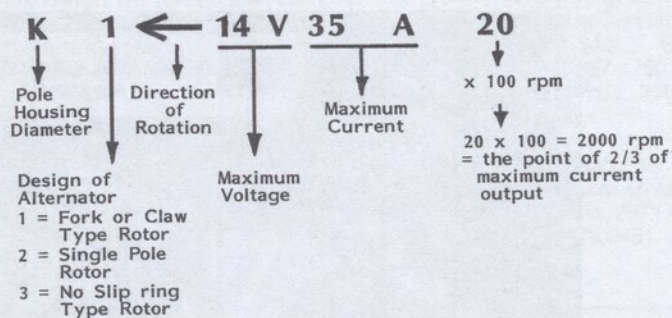 K 1 ← 14 V 35 A 20
Pole
Housing
Diameter
Direction
of
Rotation
Maximum
Current
x 100 rpm
20 x 100 = 2000 rpm
= the point of 2/3 of
maximum current
output
Design of
Alternator
1 = Fork or Claw
Type Rotor
2 = Single Pole
Rotor
3 = No Slip ring
Type Rotor
Maximum
Voltage